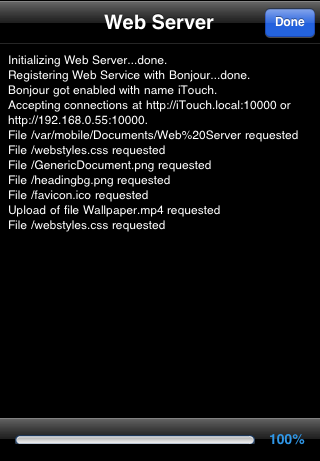 Web Server
Done
Initializing Web Server...done.
Registering Web Service with Bonjour...done.
Bonjour got enabled with name iTouch.
Accepting connections at http://iTouch.local:10000 or
http://192.168.0.55:10000.
File /var/mobile/Documents/Web%20Server requested
File /webstyles.css requested
File /GenericDocument.png requested
File /headingbg.png requested
File /favicon.ico requested
Upload of file Wallpaper.mp4 requested
File /webstyles.css requested
100%